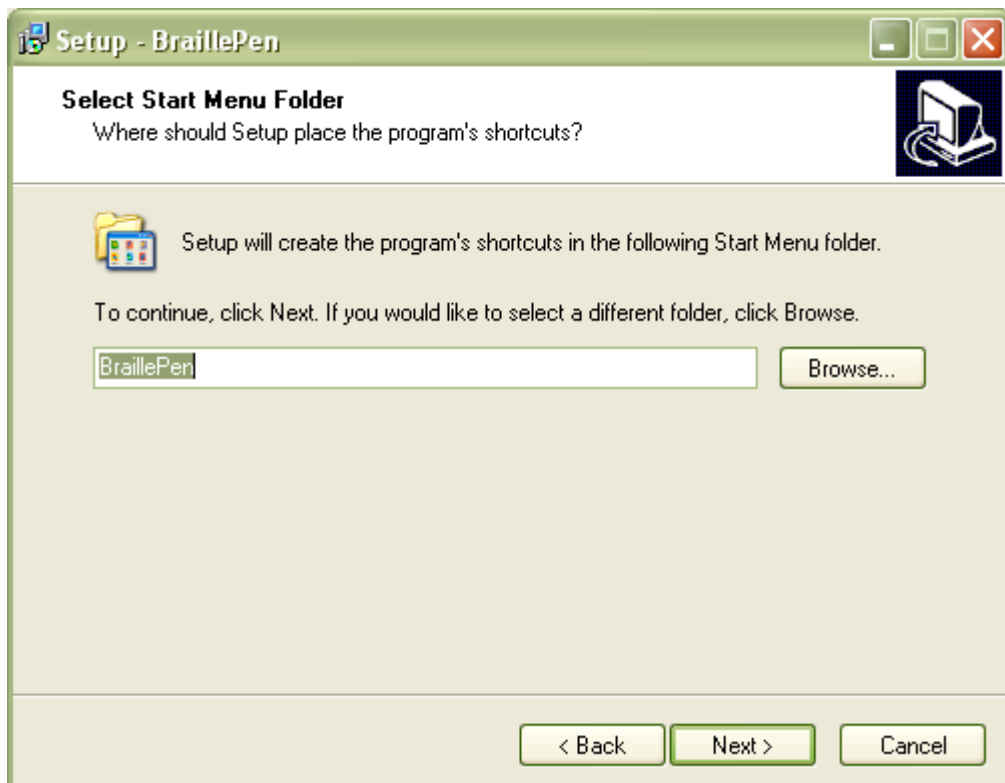 Setup - BraillePen
Select Start Menu Folder
Where should Setup place the program's shortcuts?
Setup will create the program's shortcuts in the following Start Menu folder.
To continue, click Next. If you would like to select a different folder, click Browse.
BraillePen
Browse...
< Back
Next >
Cancel